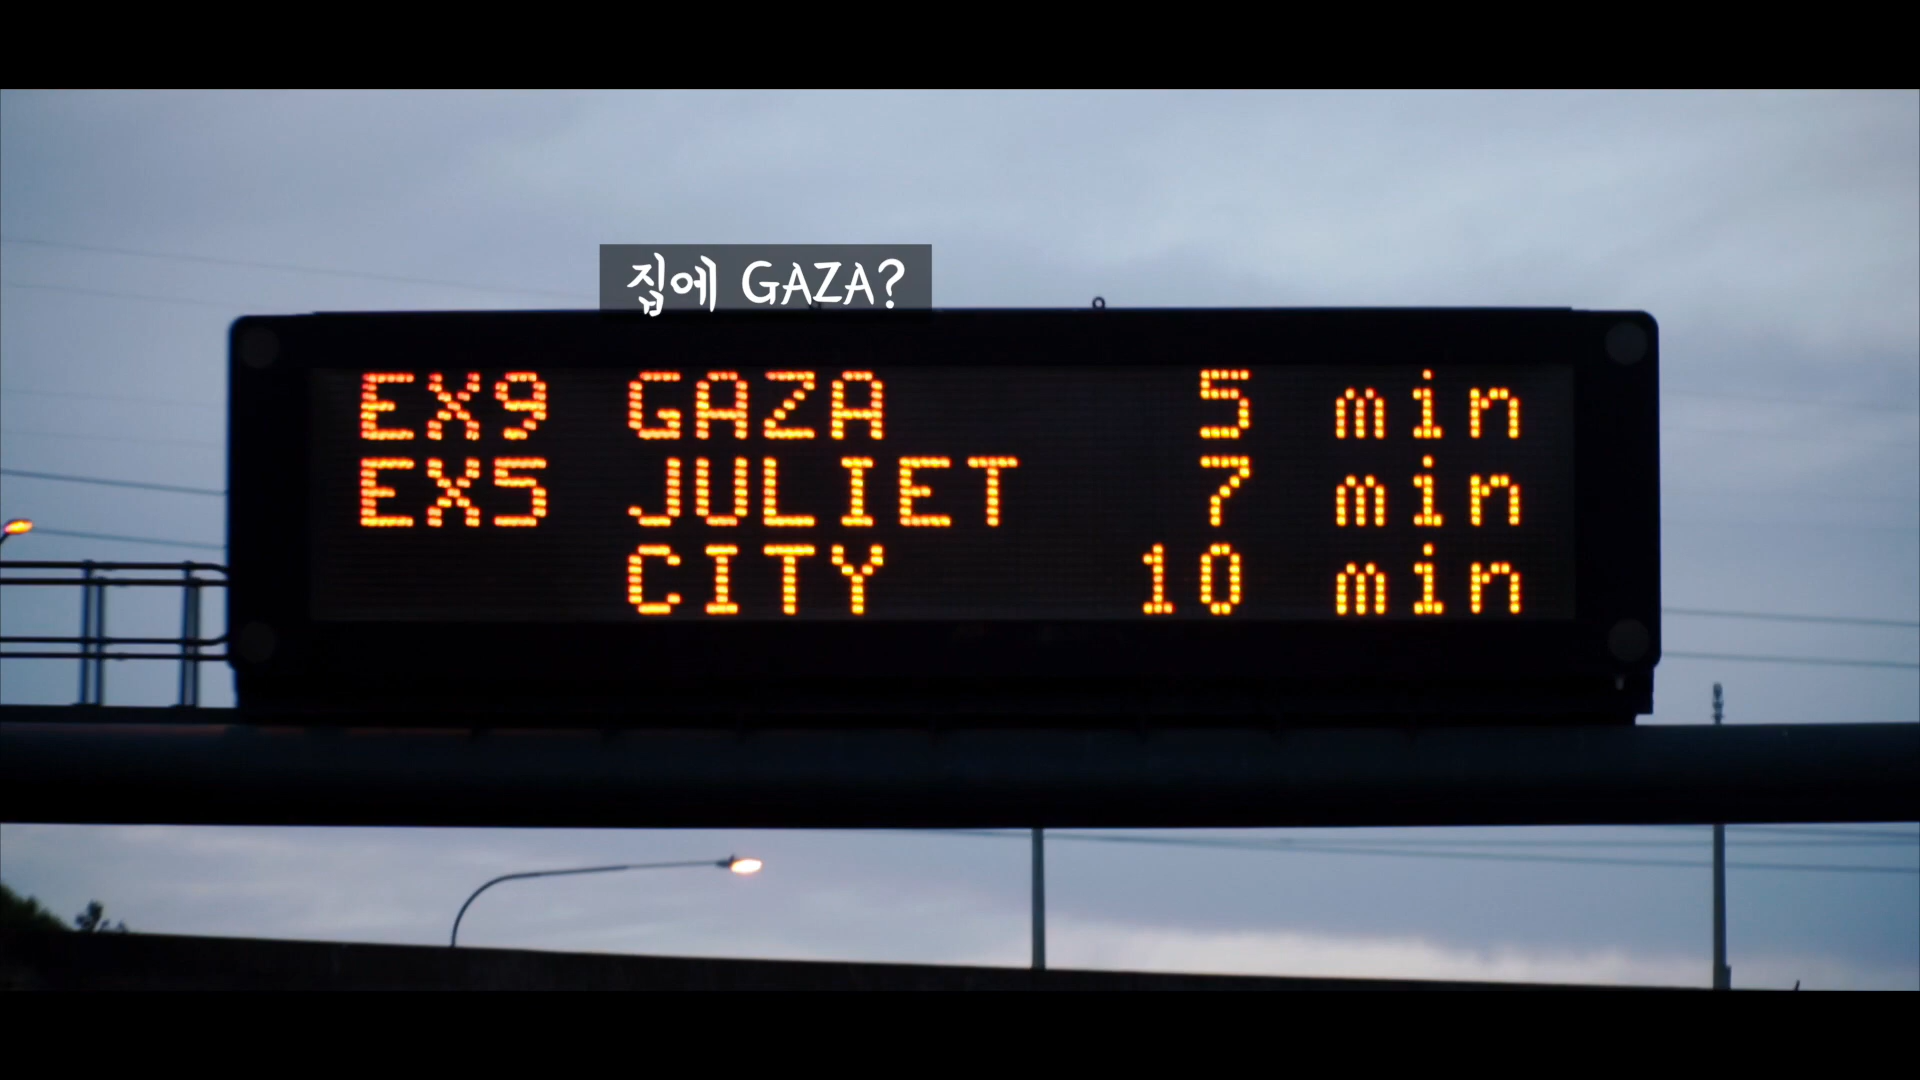 집에 GAZA?
EX9 GAZA 5 min
EX5 JULIET 7 min
CITY 10 min